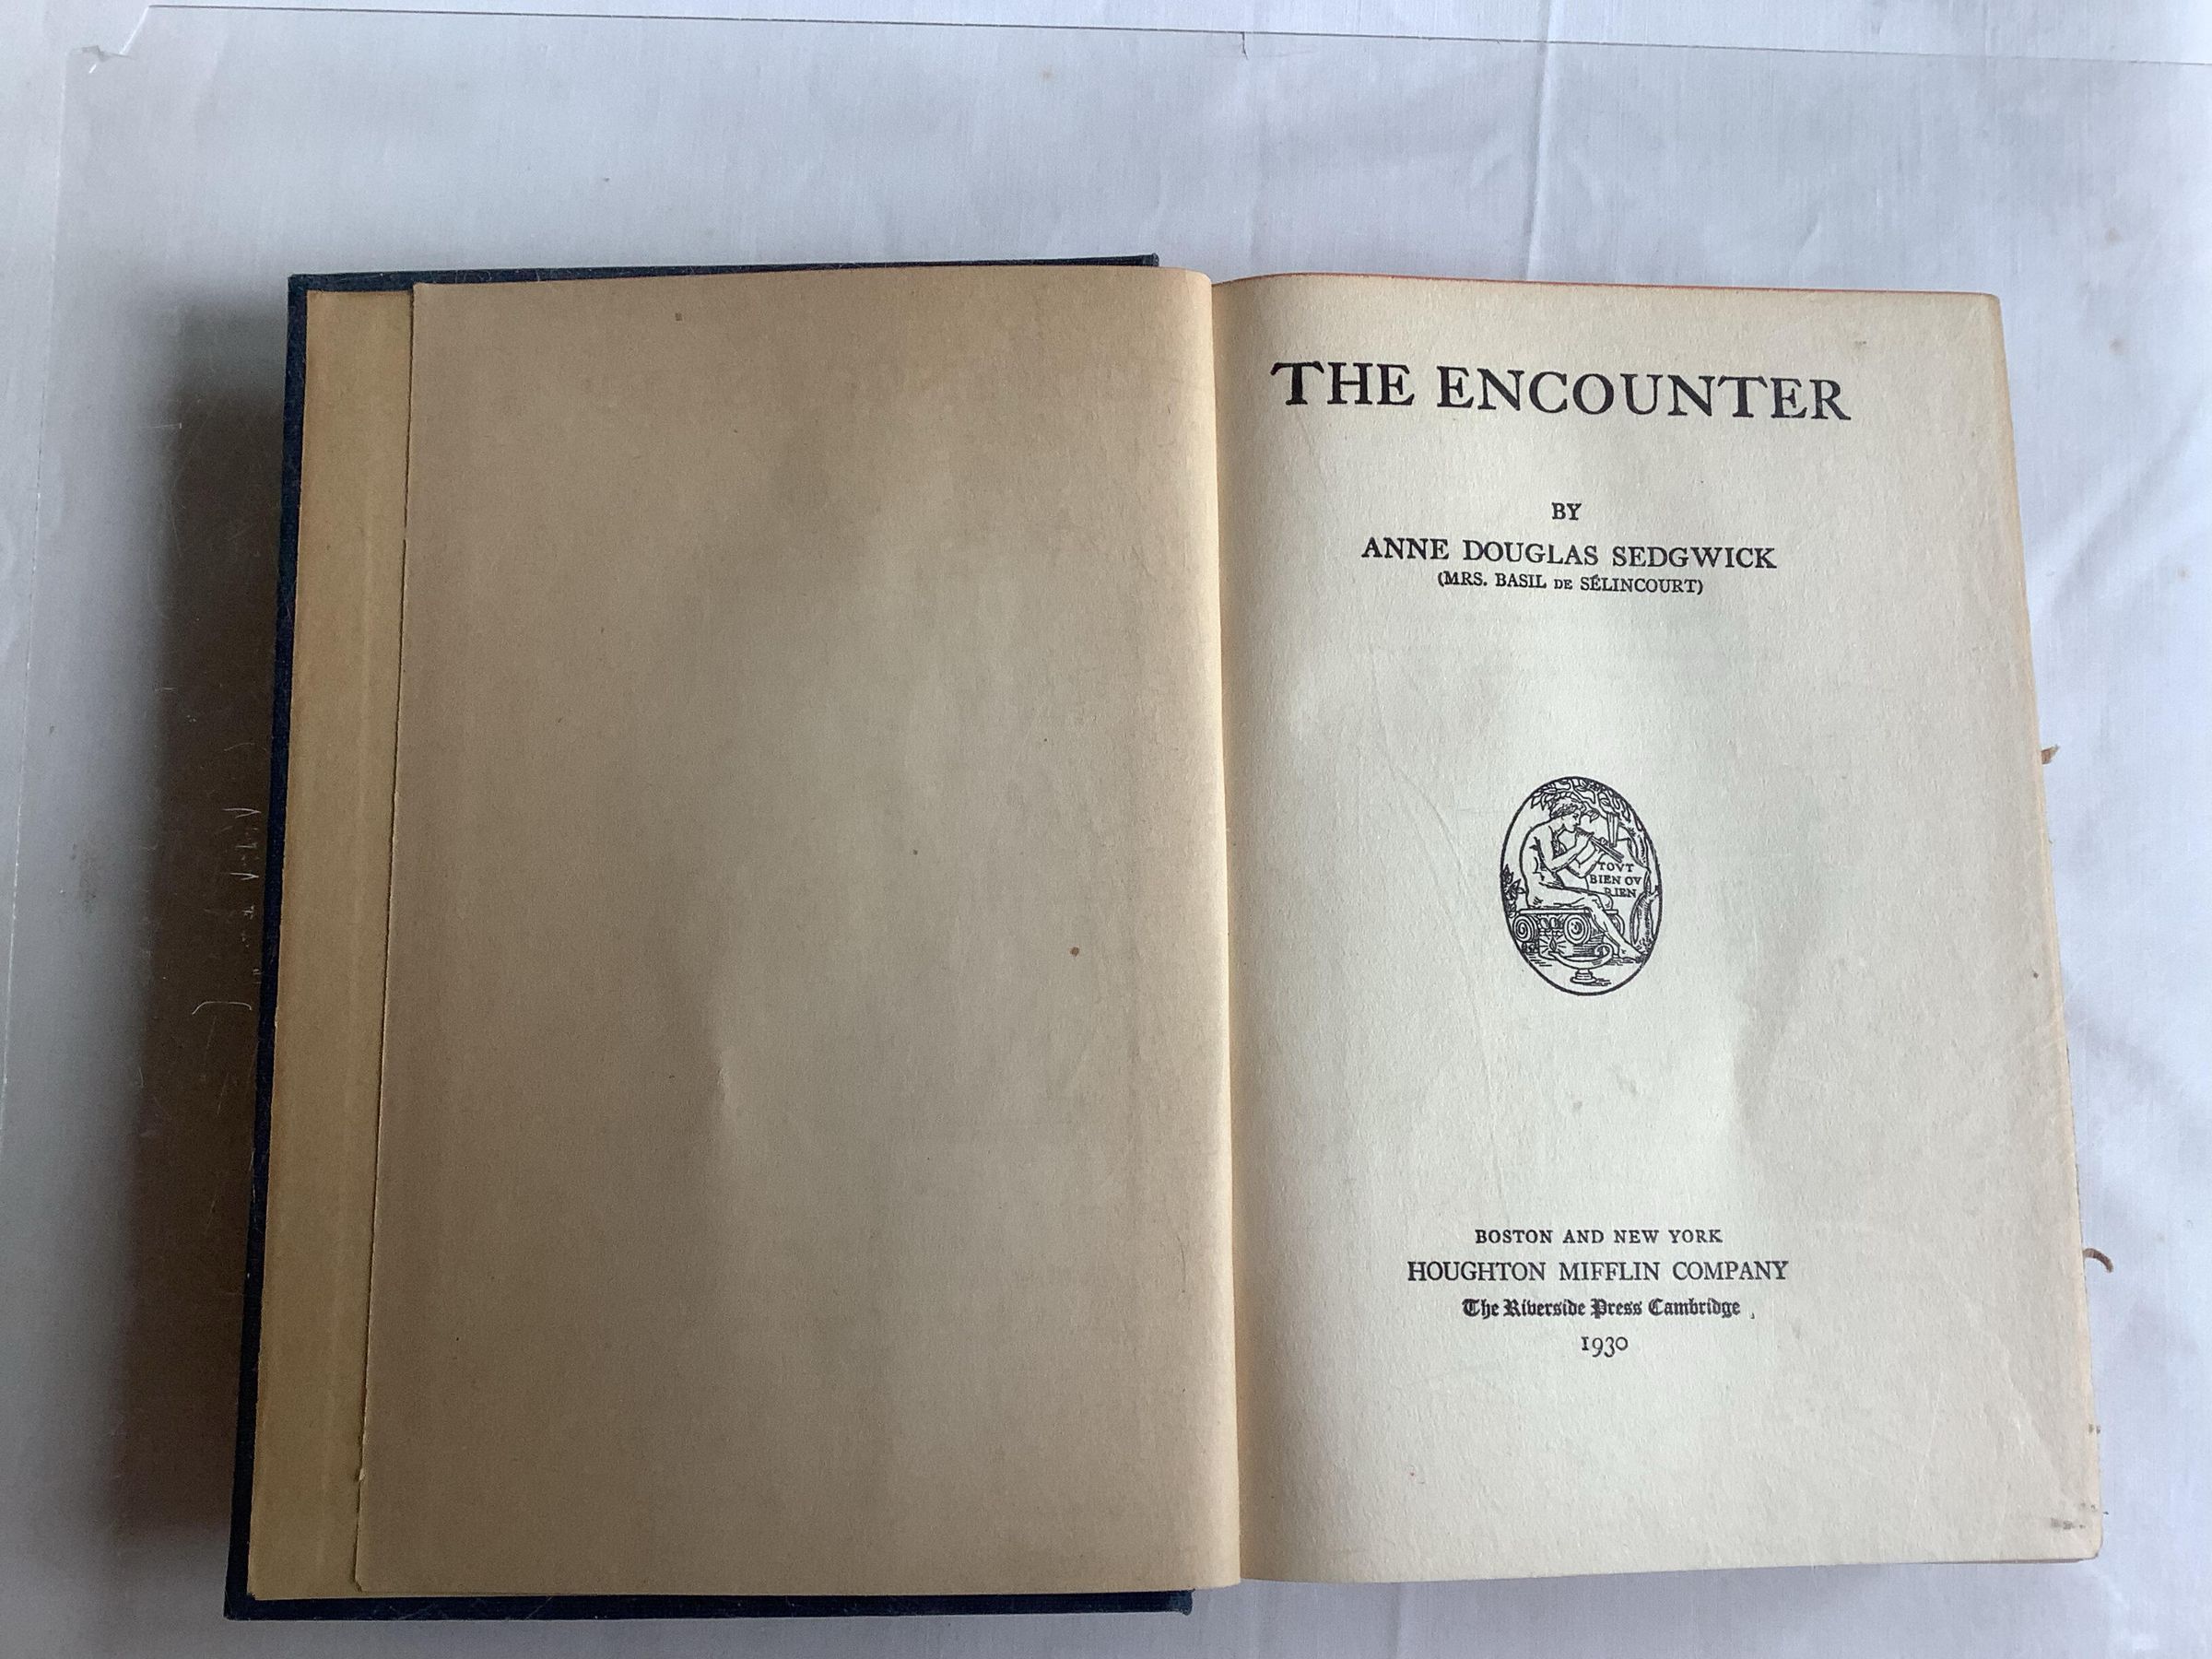 THE ENCOUNTER
BY
ANNE DOUGLAS SEDGWICK
(MRS. BASIL DE SÉLINCOURT)
TOVT
BIEN OV
RIEN
BOSTON AND NEW YORK
HOUGHTON MIFFLIN COMPANY
The Riverside Press Cambridge
1930